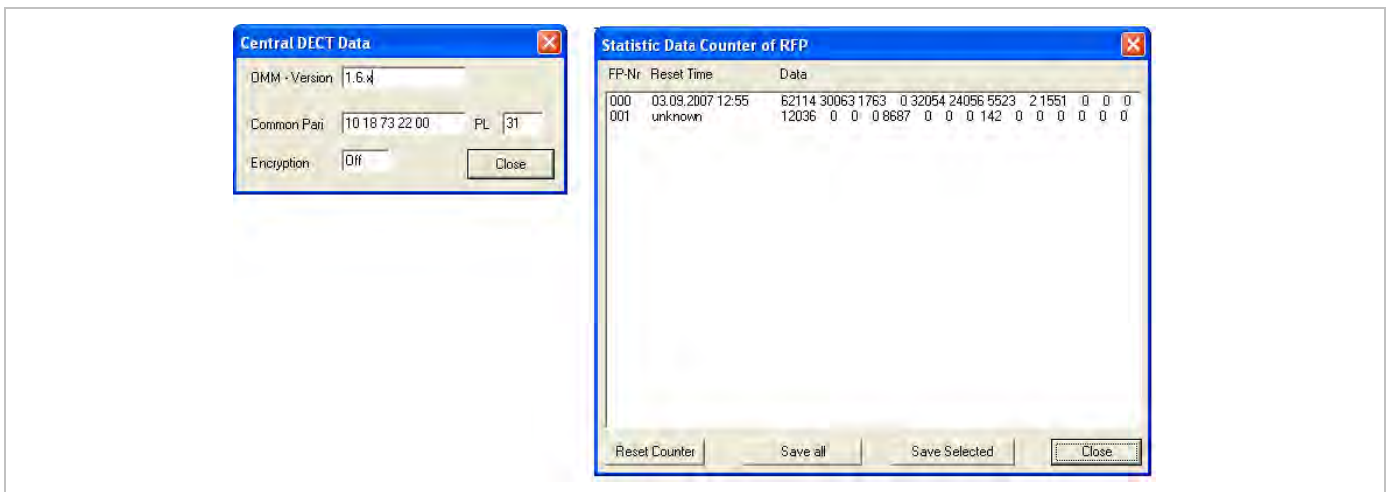 Central DECT Data
OMM - Version 1.6.x
Common Pari 10 18 73 22 00 PL 31
Encryption Off Close
Statistic Data Counter of RFP
FP-Nr Reset Time Data
000 03.09.2007 12:55 62114 30063 1763 0 32054 24056 5523 2 1551 0 0 0
001 unknown 12036 0 0 0 8687 0 0 0 142 0 0 0 0 0 0
Reset Counter Save all Save Selected Close